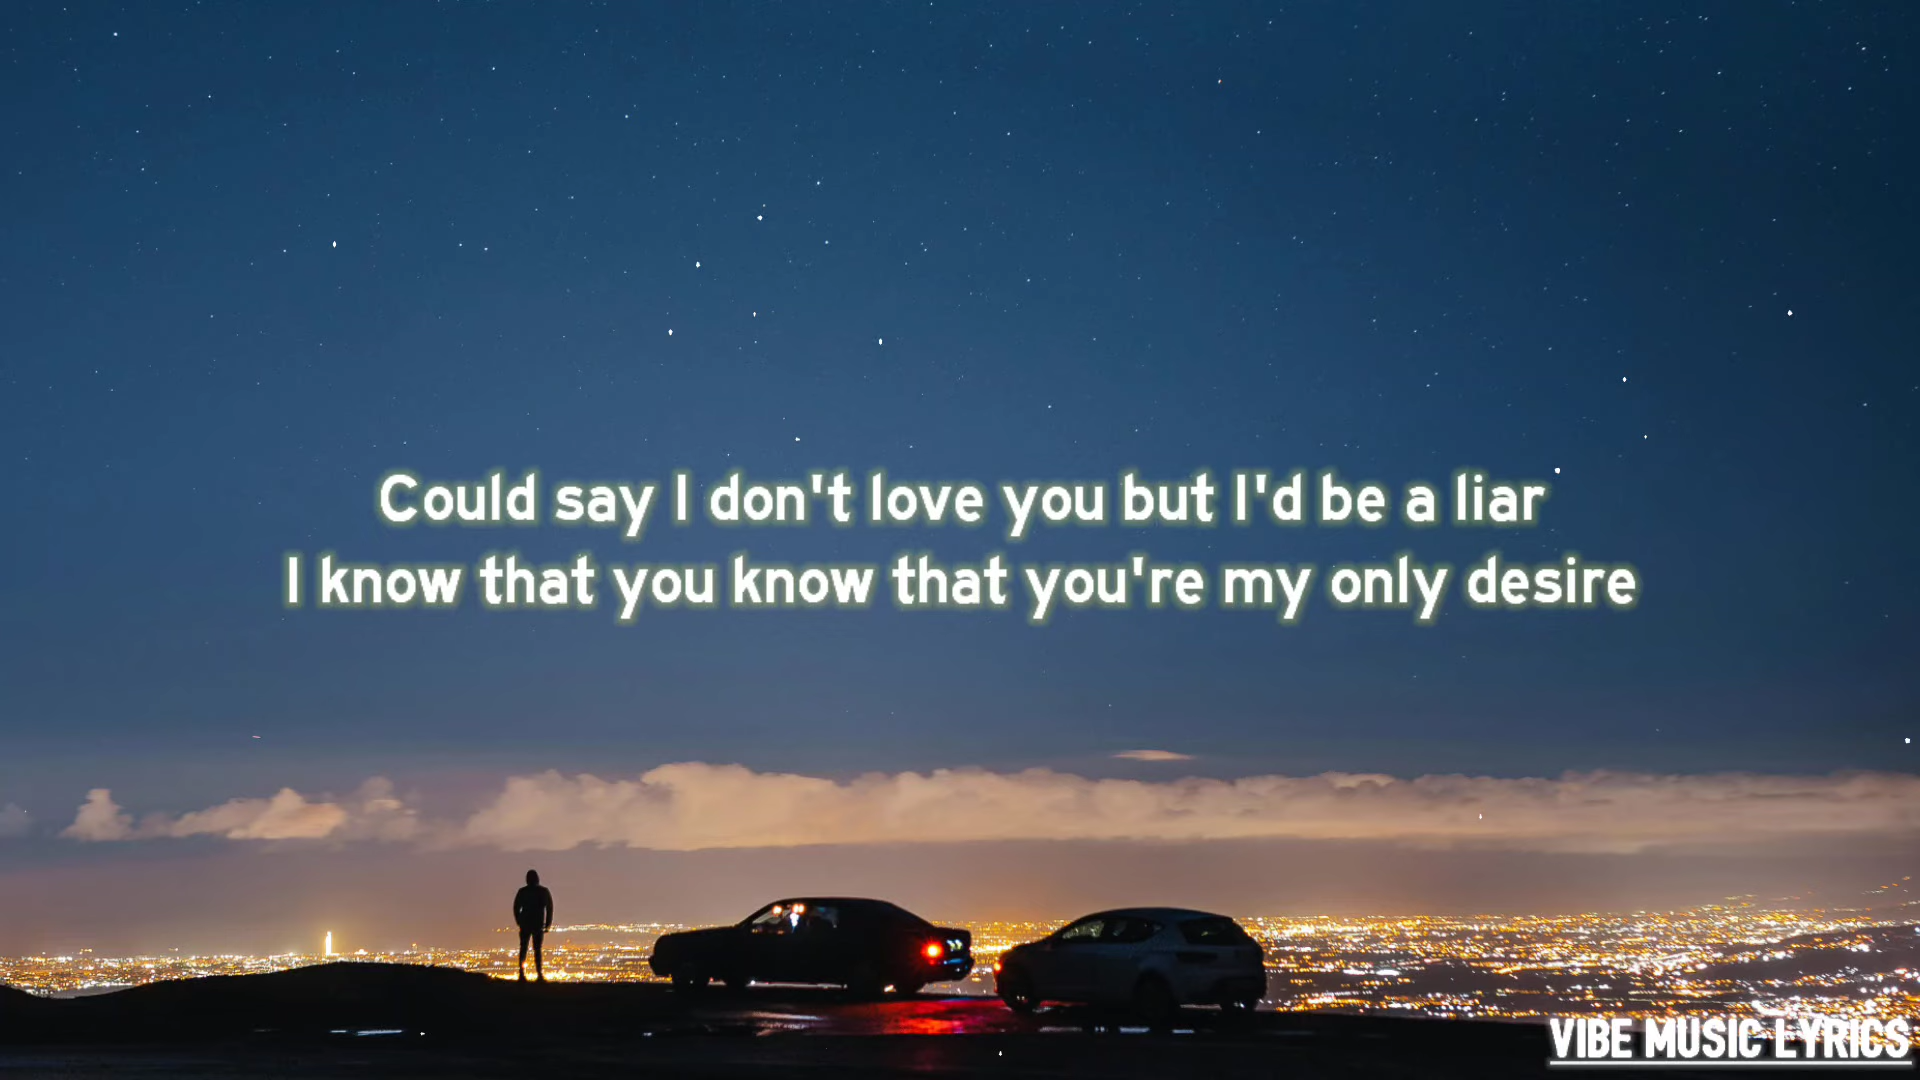 Could say I don't love you but I'd be a liar
I know that you know that you're my only desire
VIBE MUSIC LYRICS